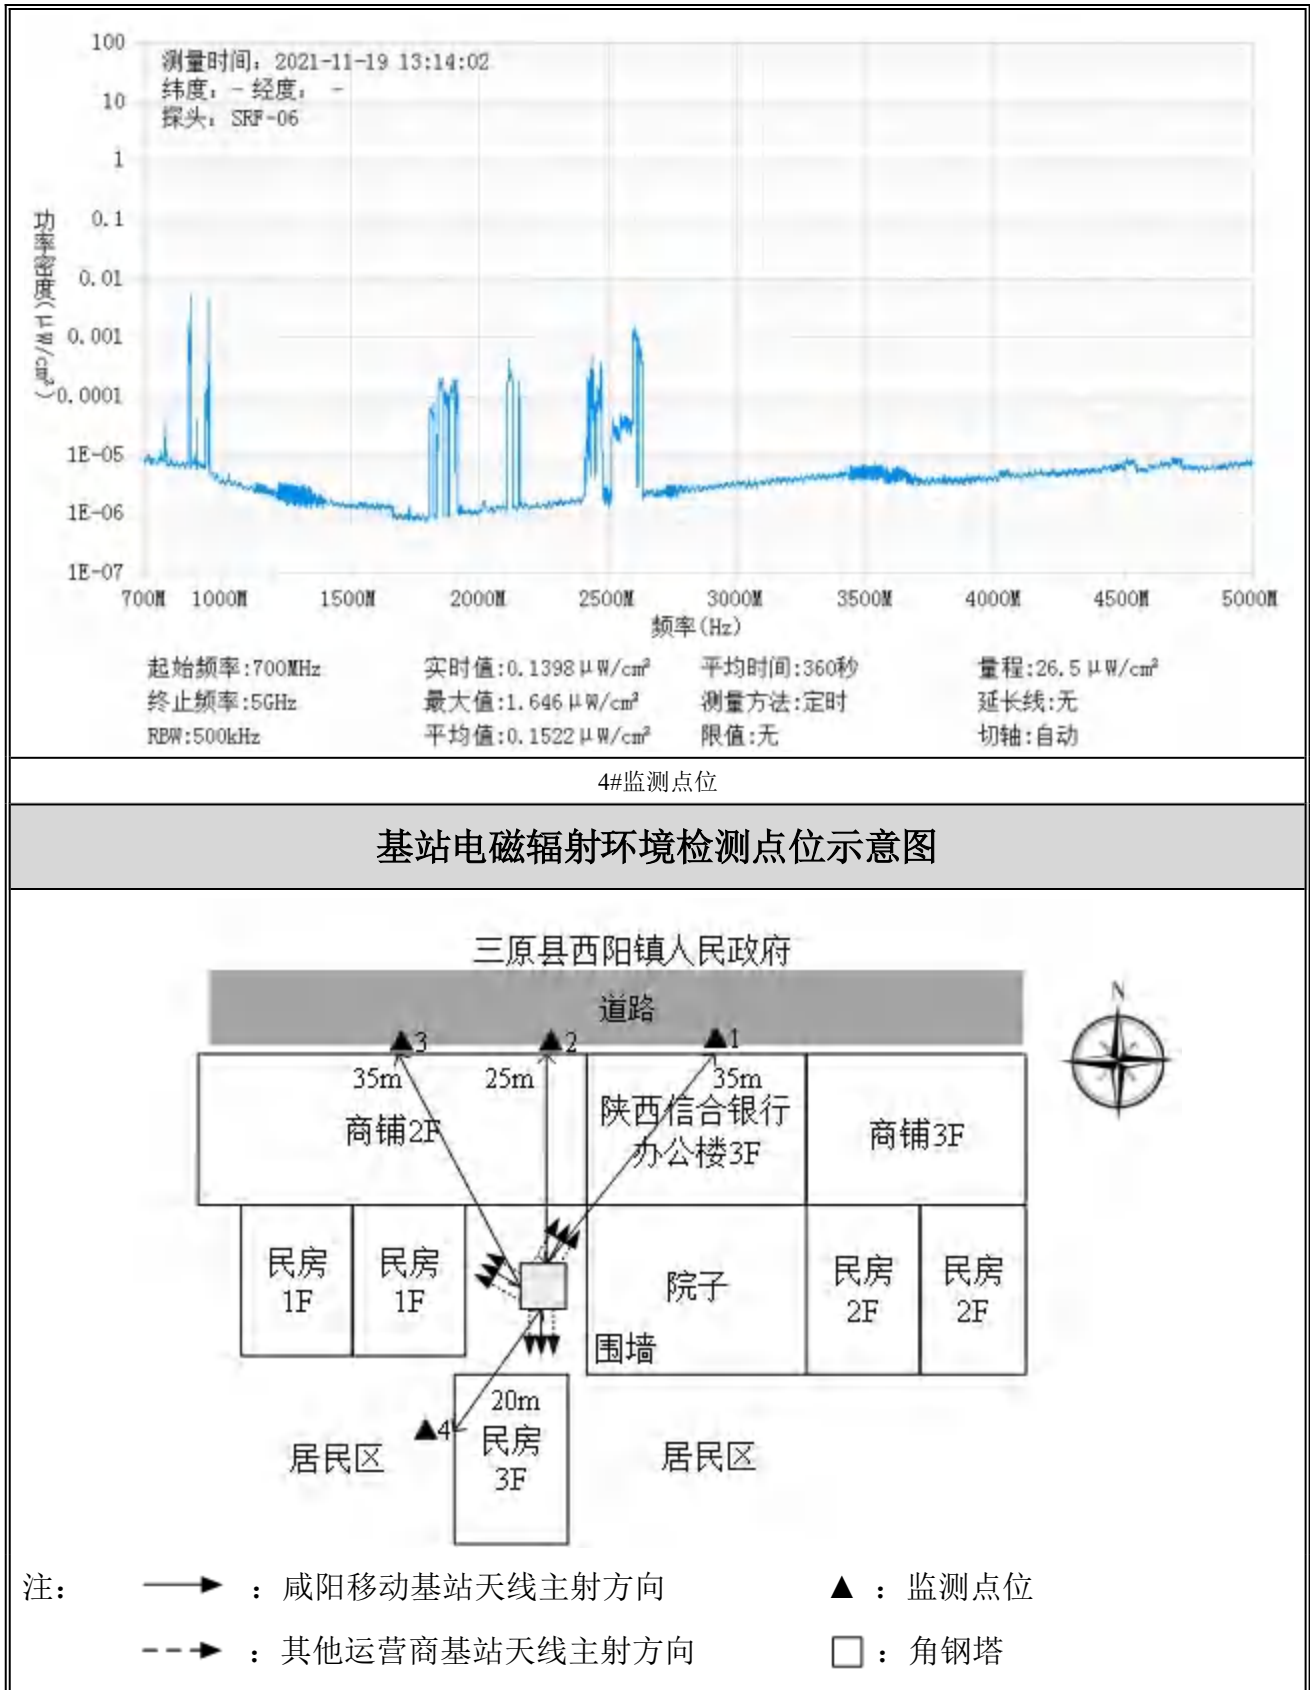 100
10
1
0.1
0.01
0.001
0.0001
1E-05
1E-06
1E-07
功率密度(μW/cm²)
测量时间: 2021-11-19 13:14:02
纬度: - 经度: -
探头: SRF-06
700M 1000M 1500M 2000M 2500M 3000M 3500M 4000M 4500M 5000M
频率(Hz)
起始频率:700MHz 实时值:0.1398μW/cm² 平均时间:360秒 量程:26.5μW/cm²
终止频率:5GHz 最大值:1.646μW/cm² 测量方法:定时 延长线:无
RBW:500kHz 平均值:0.1522μW/cm² 限值:无 切轴:自动
4#监测点位
基站电磁辐射环境检测点位示意图
三原县西阳镇人民政府
道路
N
▲3 ▲2 ▲1
35m 25m 35m
商铺2F
陕西信合银行
办公楼3F
商铺3F
民房
1F
民房
1F
院子
民房
2F
民房
2F
围墙
20m
▲4
民房
3F
居民区
居民区
注: ：咸阳移动基站天线主射方向 ▲：监测点位
：其他运营商基站天线主射方向 □：角钢塔